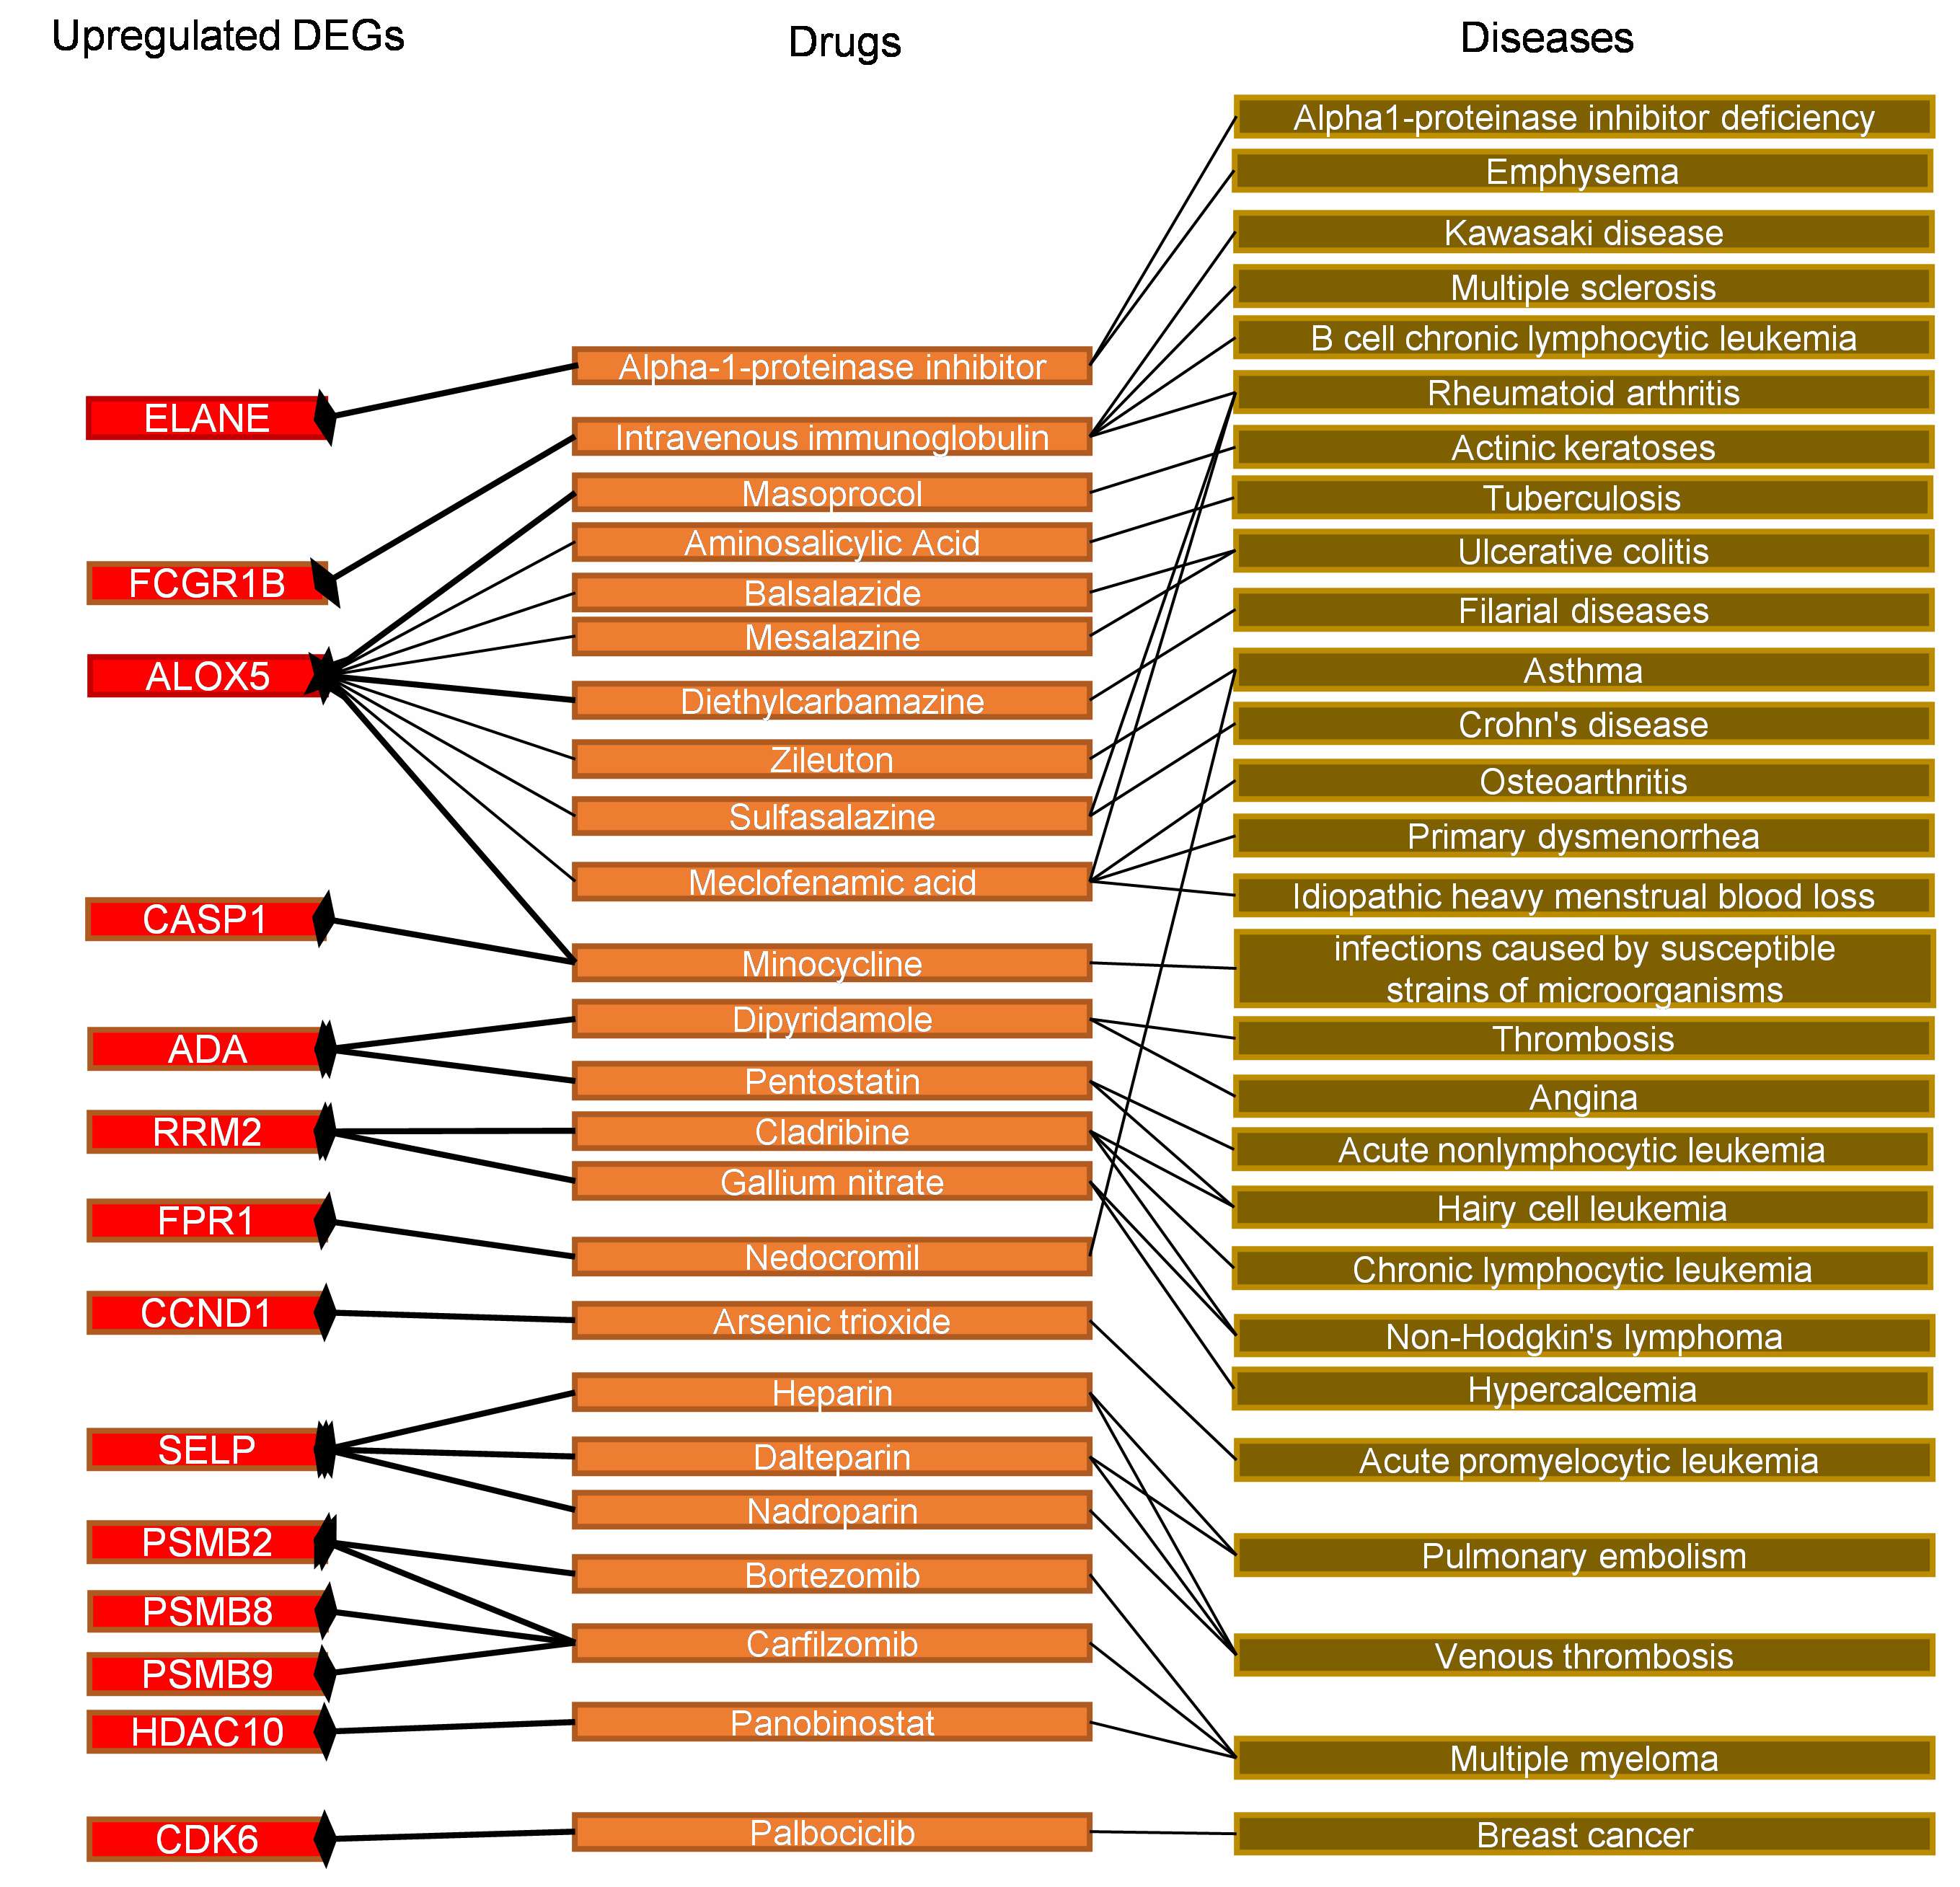 Upregulated DEGs
Drugs
Diseases
ELANE
FCGR1B
ALOX5
CASP1
ADA
RRM2
FPR1
CCND1
SELP
PSMB2
PSMB8
PSMB9
HDAC10
CDK6
Alpha-1-proteinase inhibitor
Intravenous immunoglobulin
Masoprocol
Aminosalicylic Acid
Balsalazide
Mesalazine
Diethylcarbamazine
Zileuton
Sulfasalazine
Meclofenamic acid
Minocycline
Dipyridamole
Pentostatin
Cladribine
Gallium nitrate
Nedocromil
Arsenic trioxide
Heparin
Dalteparin
Nadroparin
Bortezomib
Carfilzomib
Panobinostat
Palbociclib
Alpha1-proteinase inhibitor deficiency
Emphysema
Kawasaki disease
Multiple sclerosis
B cell chronic lymphocytic leukemia
Rheumatoid arthritis
Actinic keratoses
Tuberculosis
Ulcerative colitis
Filarial diseases
Asthma
Crohn's disease
Osteoarthritis
Primary dysmenorrhea
Idiopathic heavy menstrual blood loss
infections caused by susceptible
strains of microorganisms
Thrombosis
Angina
Acute nonlymphocytic leukemia
Hairy cell leukemia
Chronic lymphocytic leukemia
Non-Hodgkin's lymphoma
Hypercalcemia
Acute promyelocytic leukemia
Pulmonary embolism
Venous thrombosis
Multiple myeloma
Breast cancer